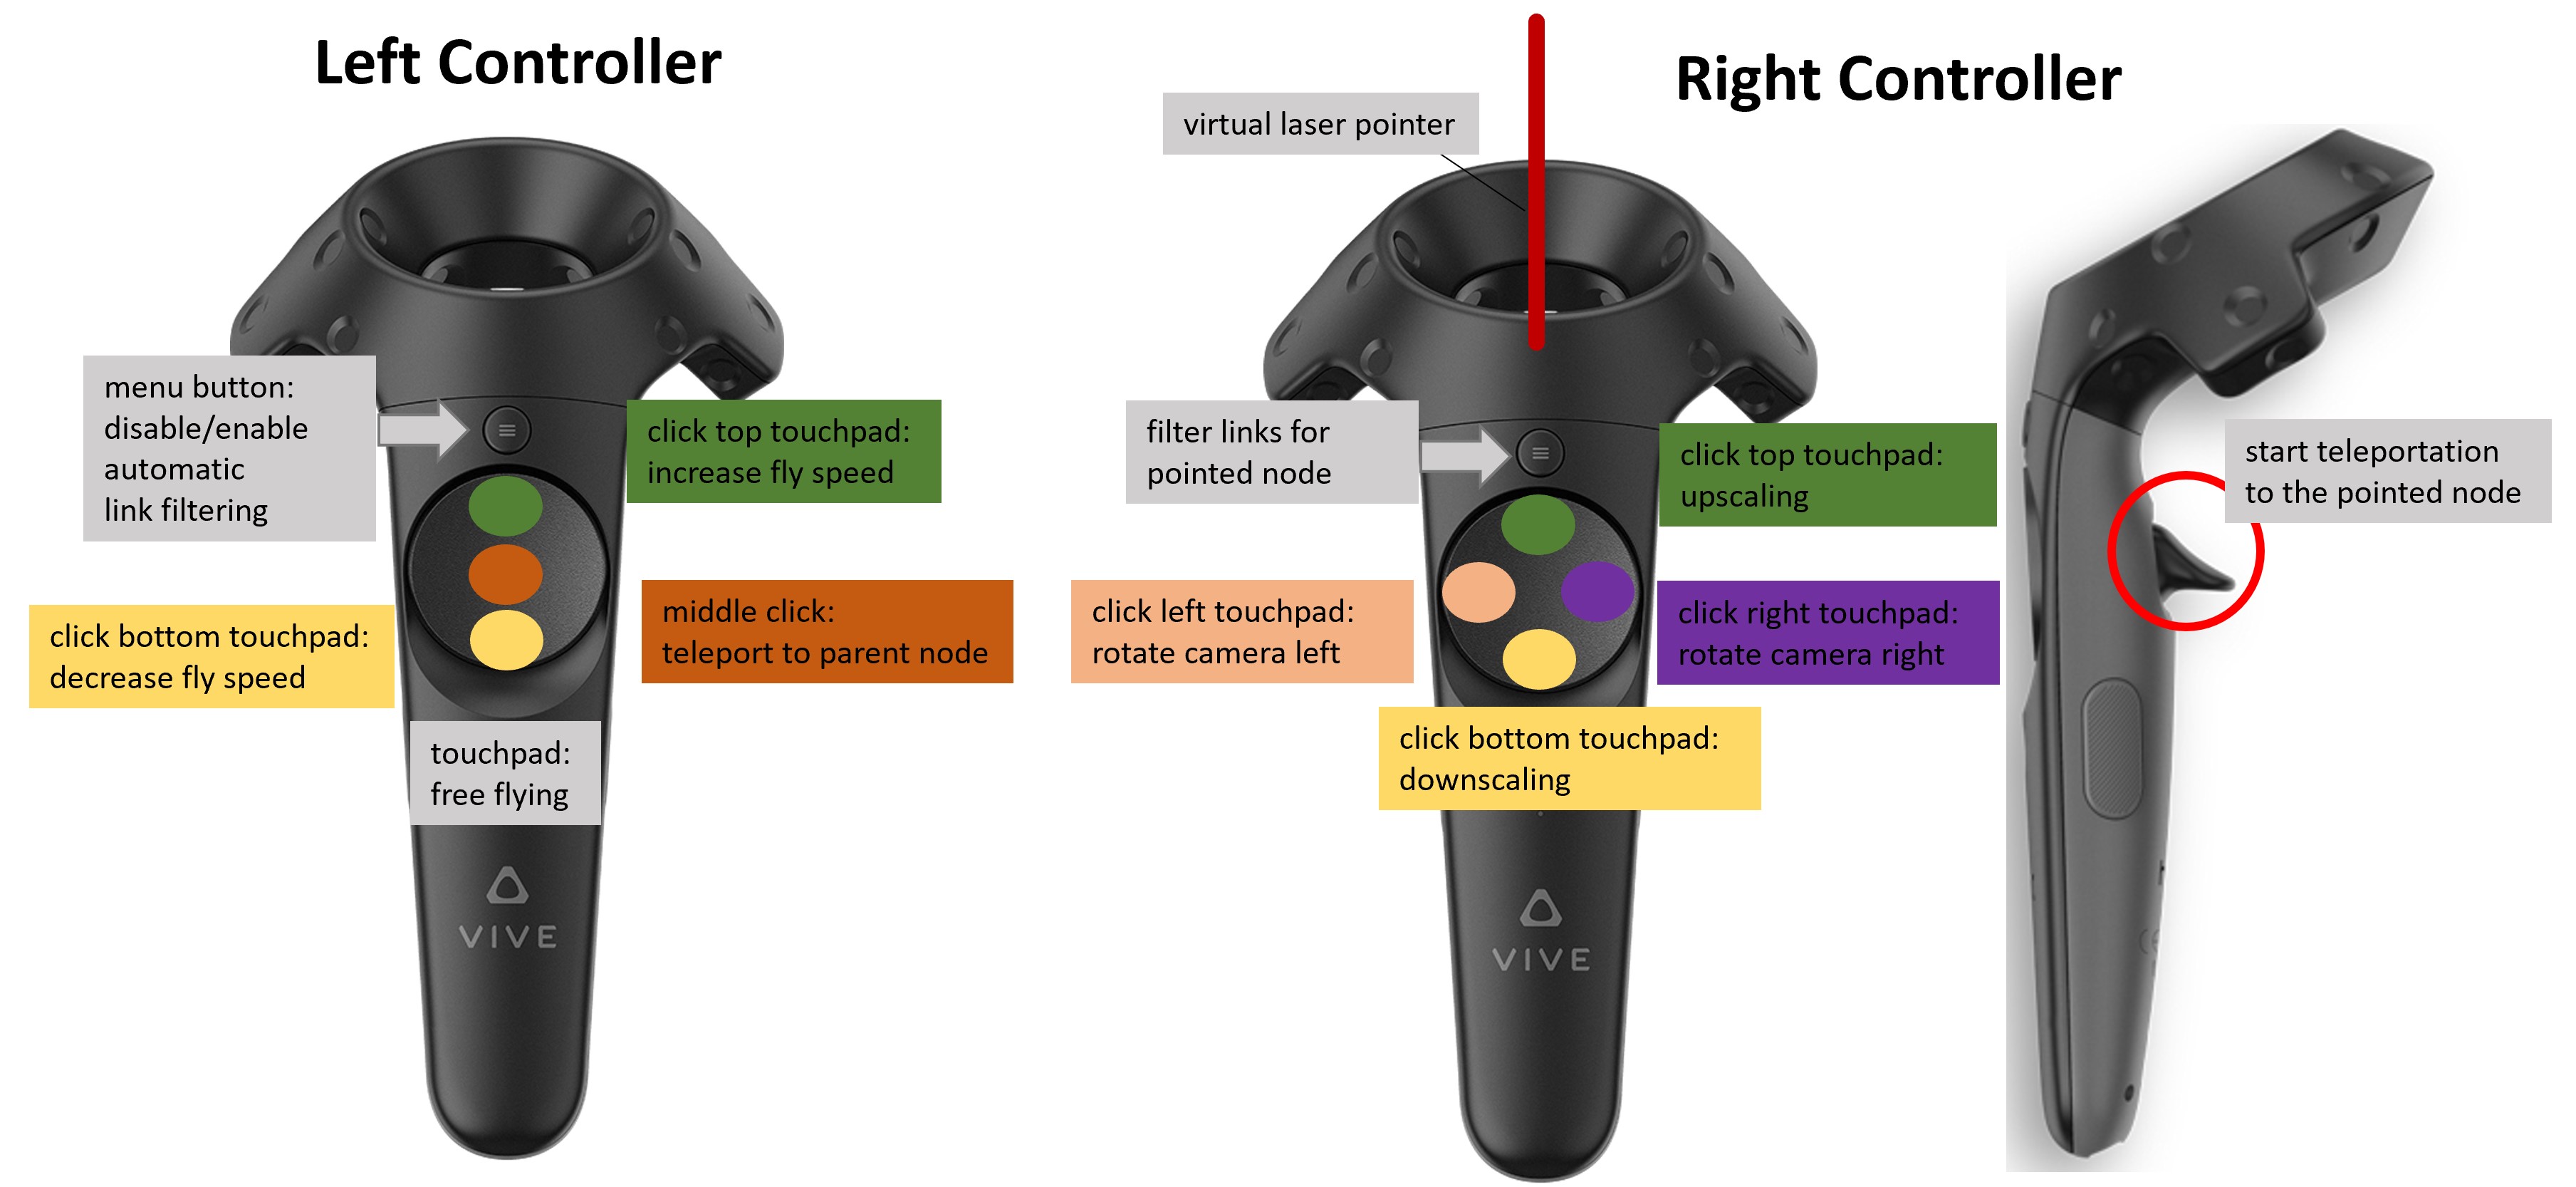 Left Controller
menu button:
disable/enable
automatic
link filtering
click top touchpad:
increase fly speed
click bottom touchpad:
decrease fly speed
middle click:
teleport to parent node
touchpad:
free flying
VIVE
Right Controller
virtual laser pointer
filter links for
pointed node
click top touchpad:
upscaling
click left touchpad:
rotate camera left
click right touchpad:
rotate camera right
click bottom touchpad:
downscaling
VIVE
start teleportation
to the pointed node